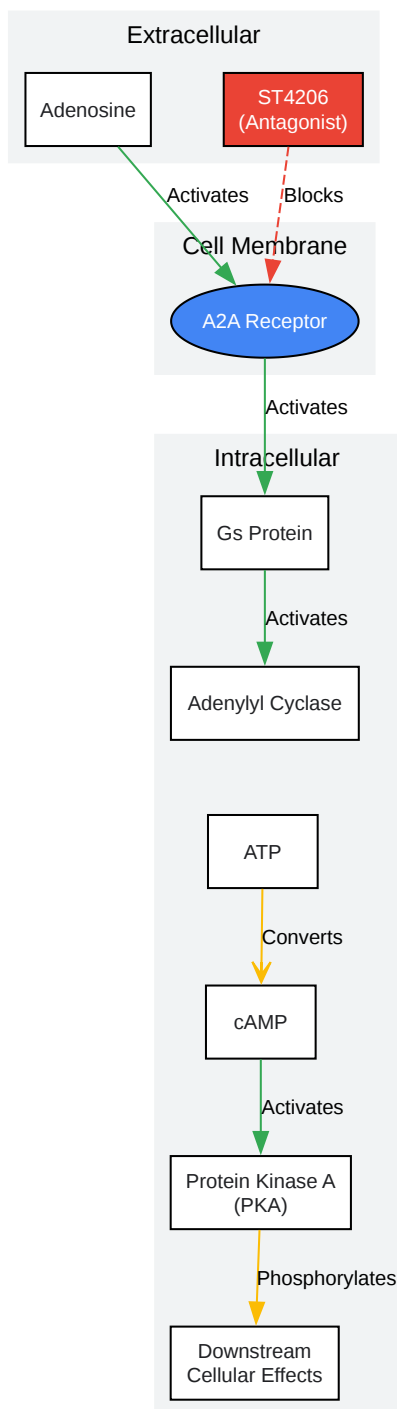 Extracellular
Adenosine
ST4206
(Antagonist)
Activates
Blocks
Cell Membrane
A2A Receptor
Activates
Intracellular
Gs Protein
Activates
Adenylyl Cyclase
ATP
Converts
cAMP
Activates
Protein Kinase A
(PKA)
Phosphorylates
Downstream
Cellular Effects